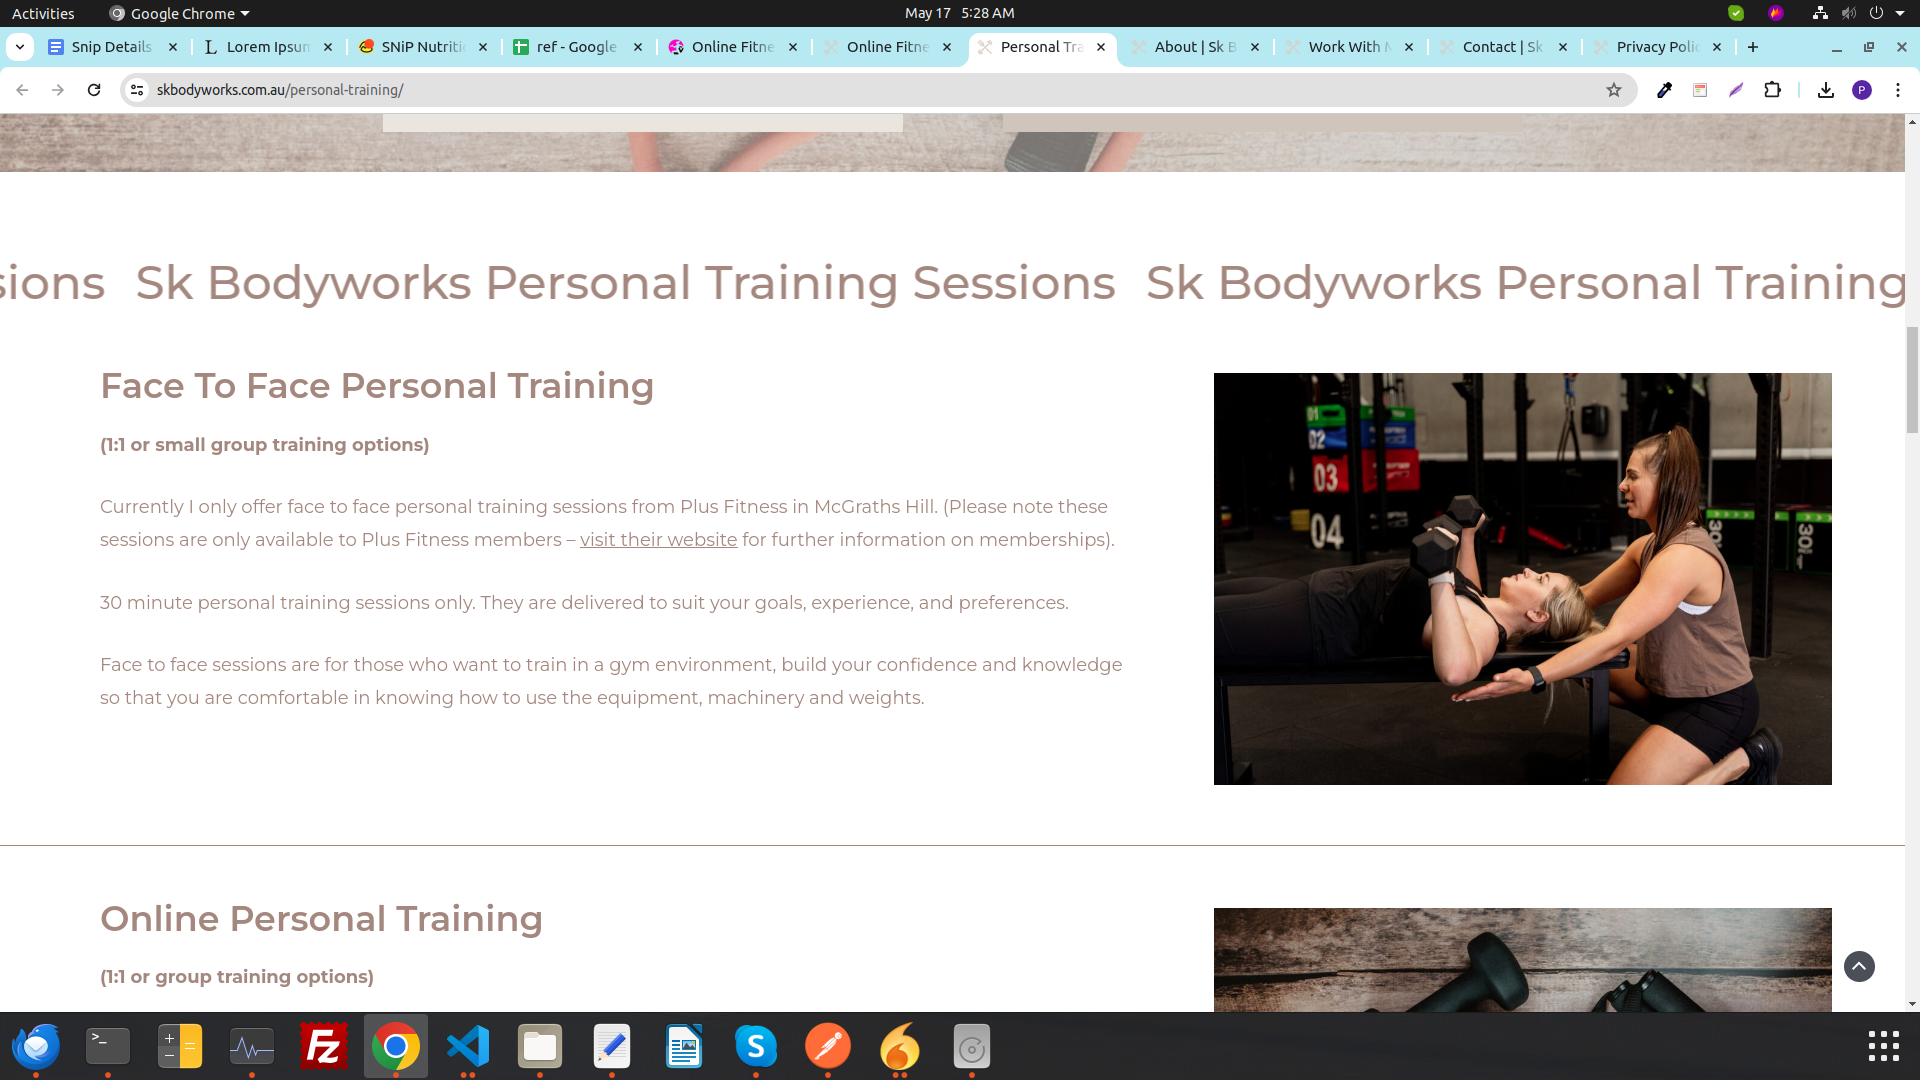 Activities
Google Chrome
May 17 5:28 AM
Snip Details
Lorem Ipsum
SNiP Nutriti
ref - Google
Online Fitne
Online Fitne
Personal Tra
About | Sk B
Work With M
Contact | Sk
Privacy Polic
skbodyworks.com.au/personal-training/
P
sions Sk Bodyworks Personal Training Sessions Sk Bodyworks Personal Training
Face To Face Personal Training
(1:1 or small group training options)
Currently I only offer face to face personal training sessions from Plus Fitness in McGraths Hill. (Please note these
sessions are only available to Plus Fitness members – visit their website for further information on memberships).
30 minute personal training sessions only. They are delivered to suit your goals, experience, and preferences.
Face to face sessions are for those who want to train in a gym environment, build your confidence and knowledge
so that you are comfortable in knowing how to use the equipment, machinery and weights.
01
02
03
04
Online Personal Training
(1:1 or group training options)